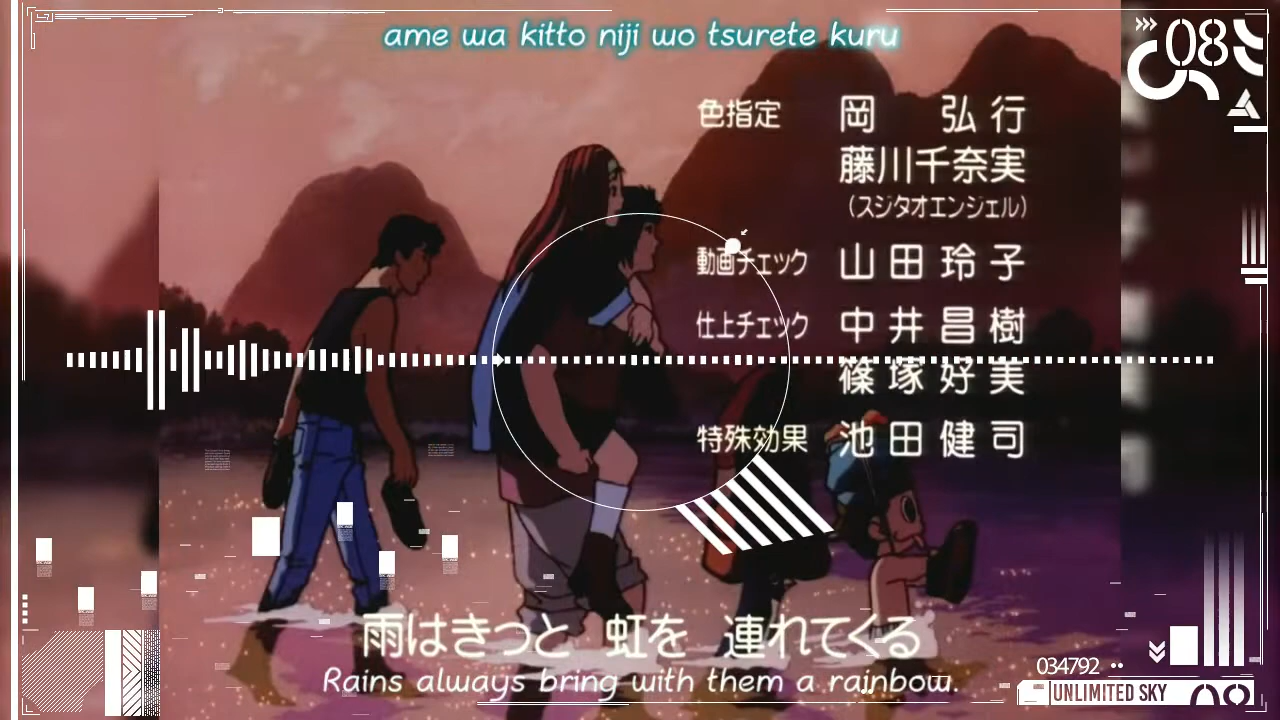 ame wa kitto niji wo tsurete kuru
08
色指定 岡 弘行
藤川千奈実
(スジタオエンジェル)
動画チェック 山田玲子
仕上チェック 中井昌樹
篠塚好美
特殊効果 池田健司
雨はきっと 虹を 連れてくる
Rains always bring with them a rainbow.
034792
UNLIMITED SKY